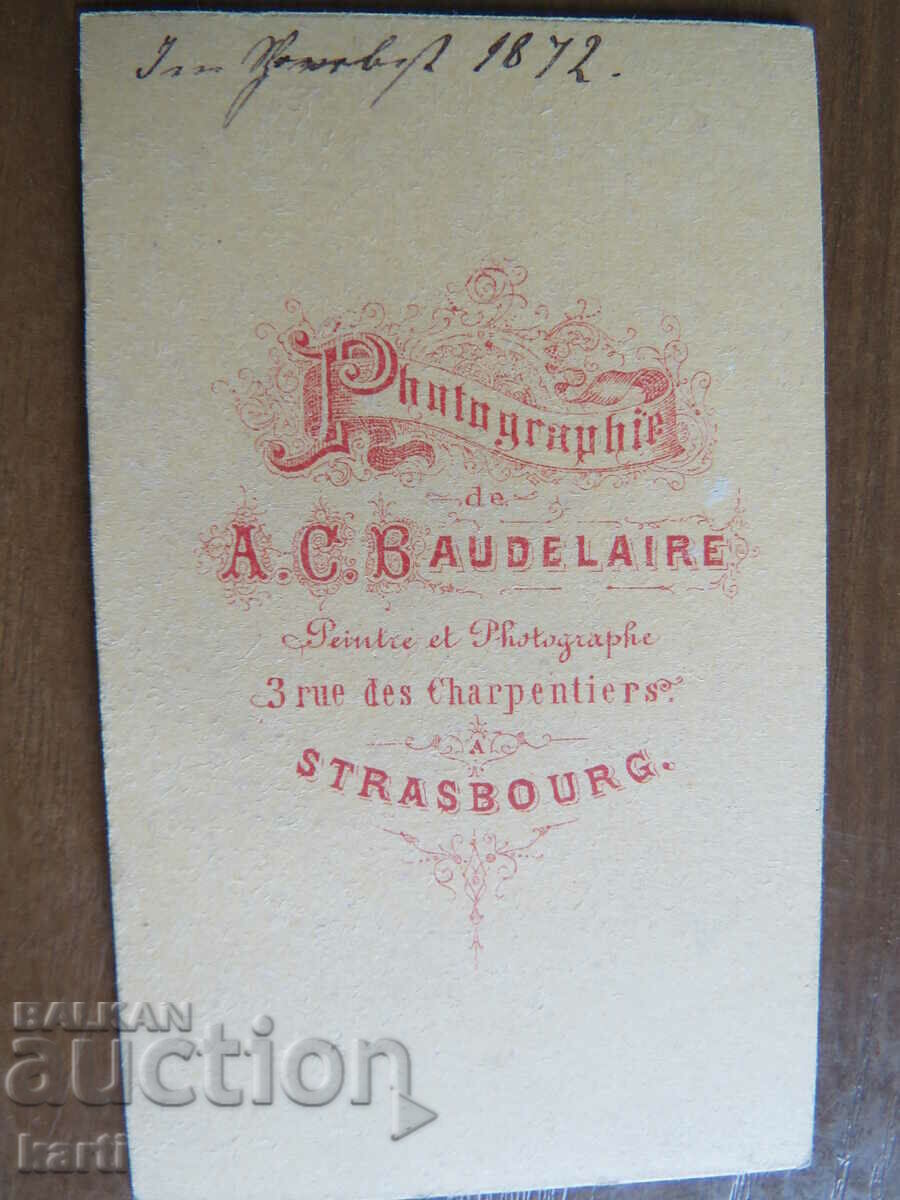 Im Herbst 1872.
Photographie
de
A.C. BAUDELAIRE
Peintre et Photographe
3 rue des Charpentiers
A
STRASBOURG.
BALKAN
auction
karti